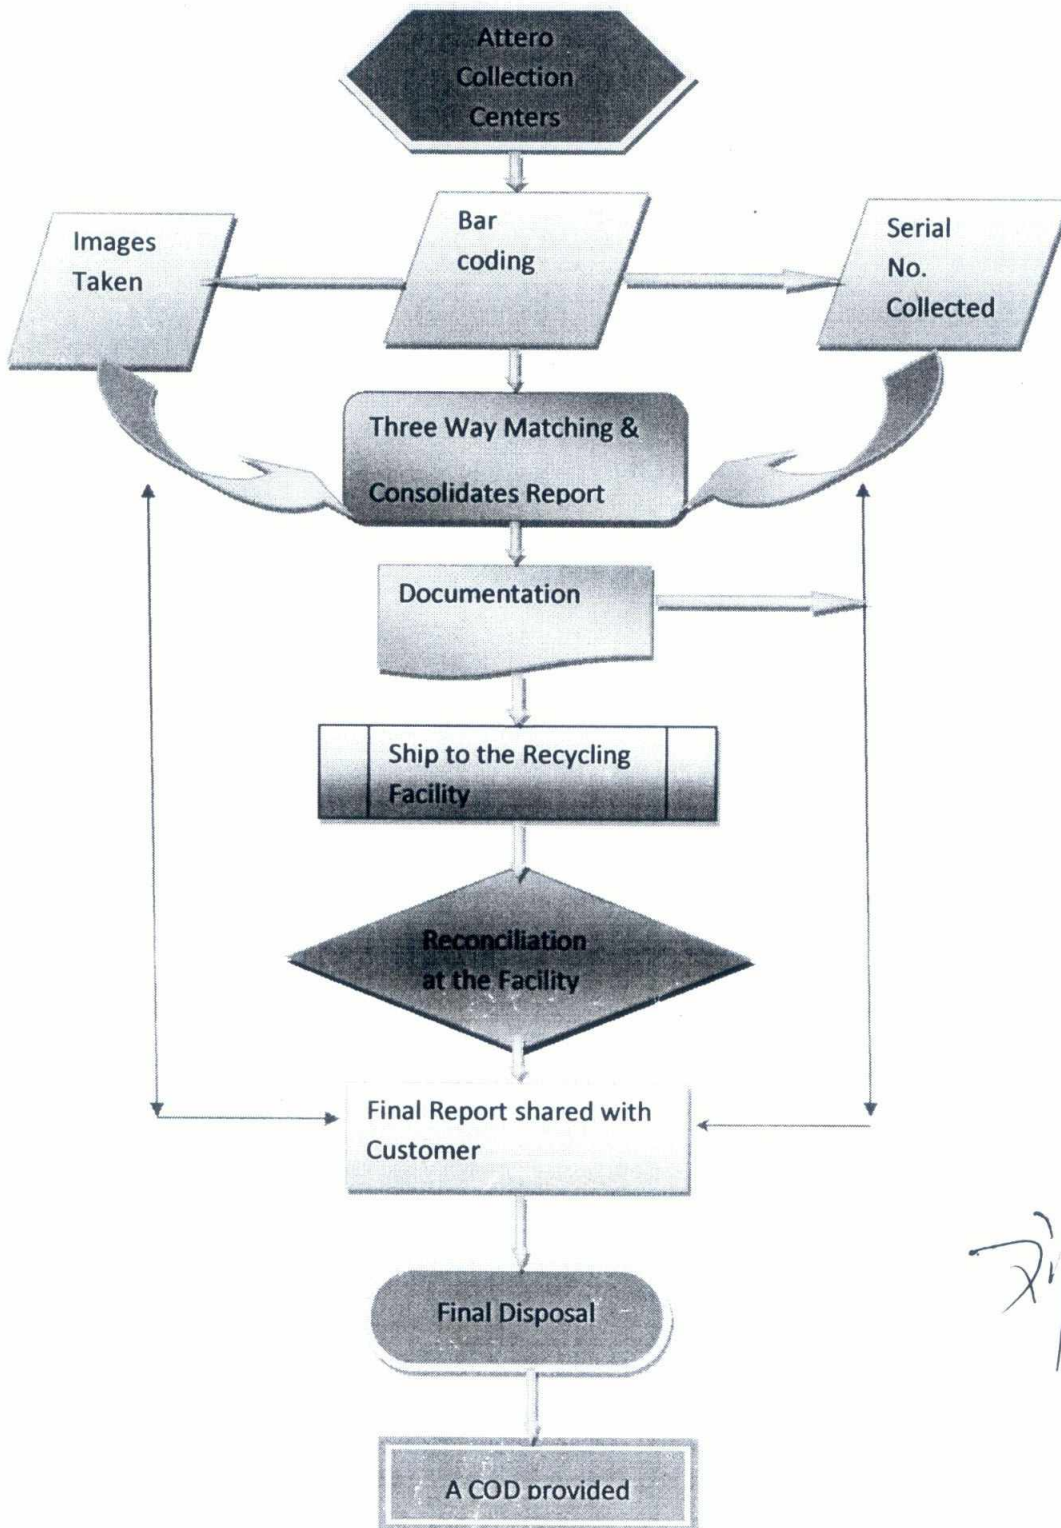 Attero
Collection
Centers
Images
Taken
Bar
coding
Serial
No.
Collected
Three Way Matching &
Consolidates Report
Documentation
Ship to the Recycling
Facility
Reconciliation
at the Facility
Final Report shared with
Customer
Final Disposal
A COD provided